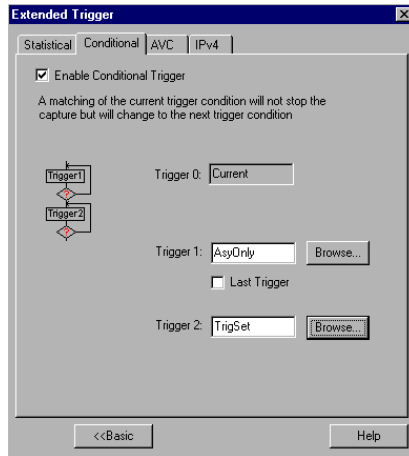 Extended Trigger
Statistical Conditional AVC IPv4
Enable Conditional Trigger
A matching of the current trigger condition will not stop the
capture but will change to the next trigger condition
Trigger1
?
Trigger2
?
Trigger 0: Current
Trigger 1: AsyOnly Browse...
Last Trigger
Trigger 2: TrigSet Browse...
<<Basic Help